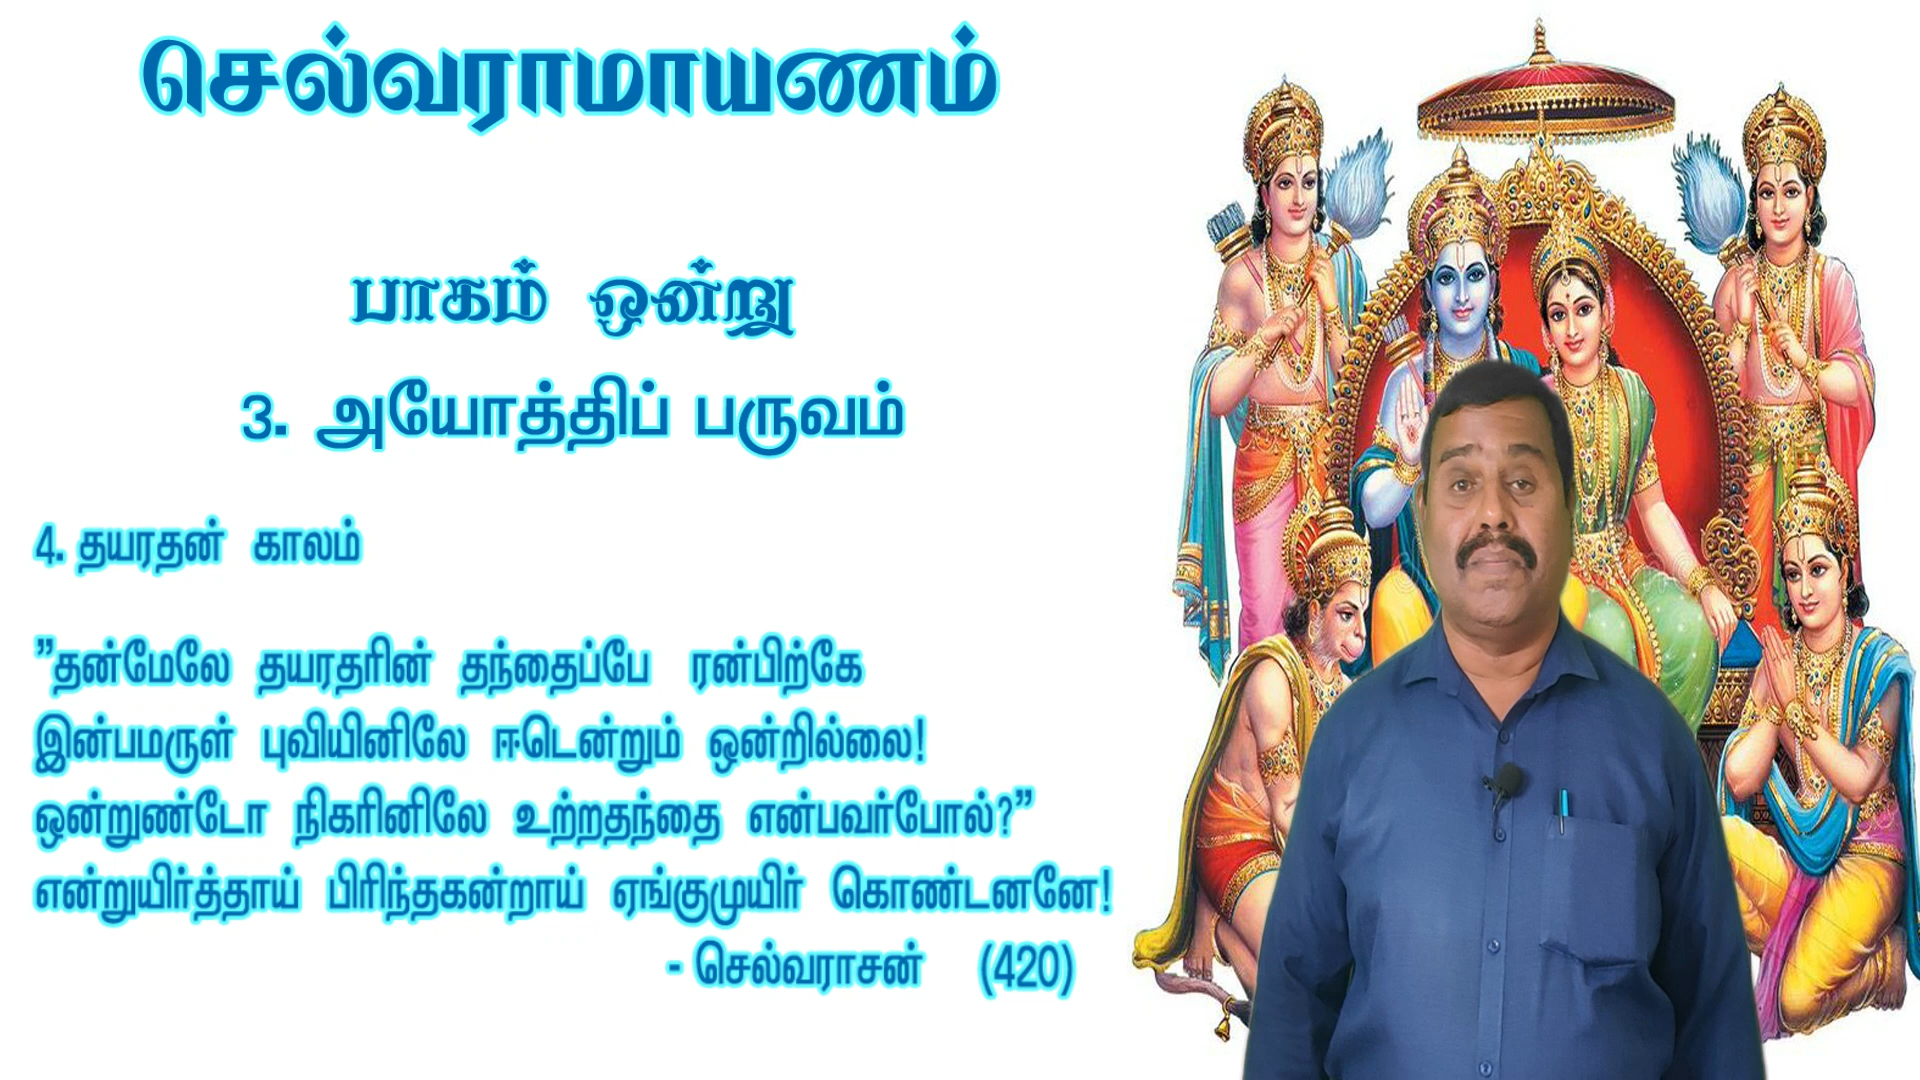 செல்வராமாயணம்
பாகம் ஒன்று
3. அயோத்திப் பருவம்
4. தயரதன் காலம்
"தன்மேலே தயரதரின் தந்தைப்பே ரன்பிற்கே
இன்பமருள் புவியினிலே ஈடென்றும் ஒன்றில்லை!
ஒன்றுண்டோ நிகரினிலே உற்றதந்தை என்பவர்போல்?"
என்றுயிர்த்தாய் பிரிந்தகன்றாய் ஏங்குமுயிர் கொண்டனனே!
- செல்வராசன் (420)